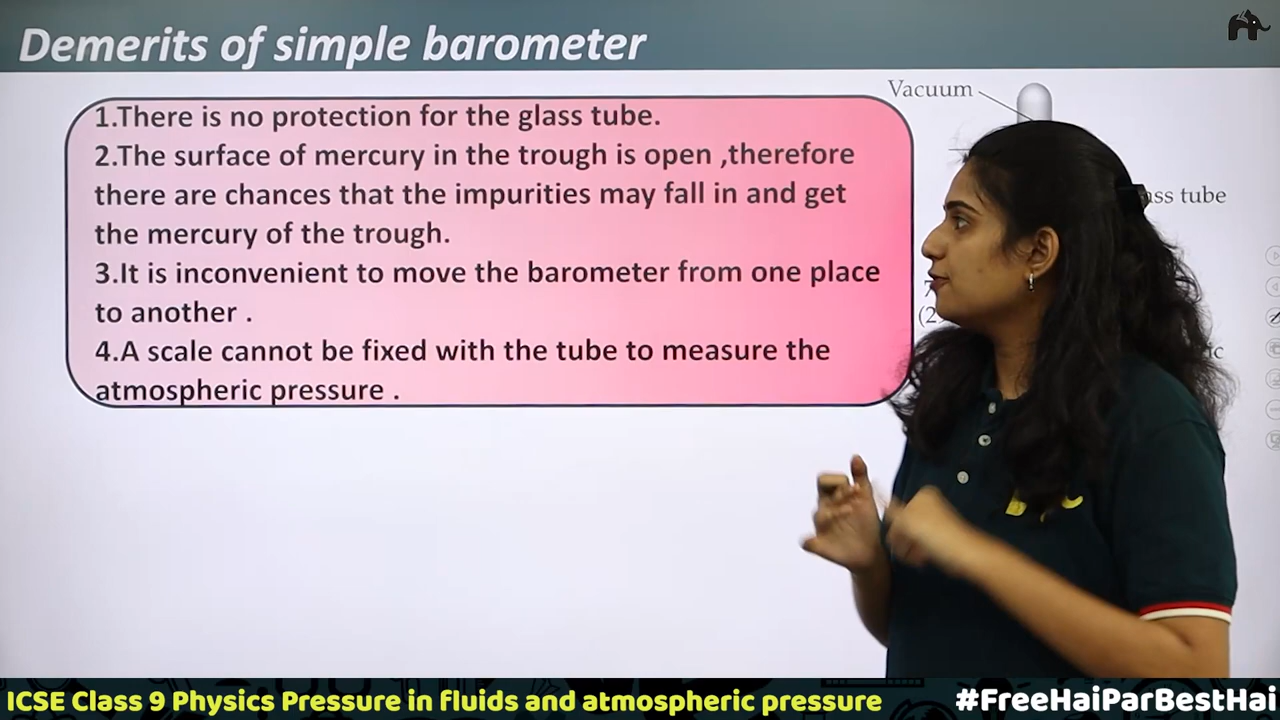 Demerits of simple barometer
Vacuum
1.There is no protection for the glass tube.
2.The surface of mercury in the trough is open ,therefore
there are chances that the impurities may fall in and get
the mercury of the trough.
3.It is inconvenient to move the barometer from one place
to another .
4.A scale cannot be fixed with the tube to measure the
atmospheric pressure .
tube
ICSE Class 9 Physics Pressure in fluids and atmospheric pressure
#FreeHaiParBestHai